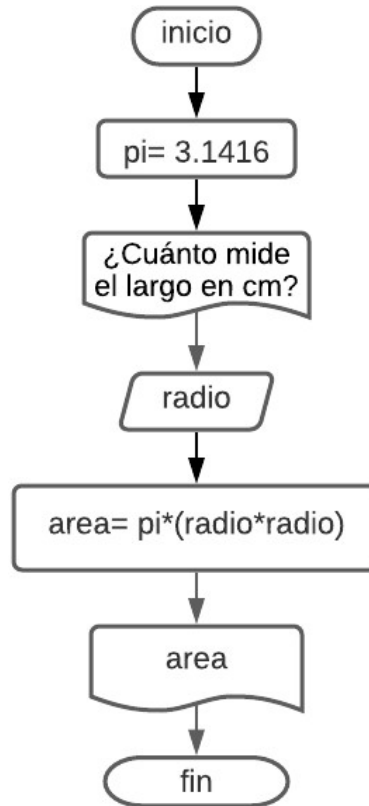 inicio
pi= 3.1416
¿Cuánto mide
el largo en cm?
radio
area= pi*(radio*radio)
area
fin